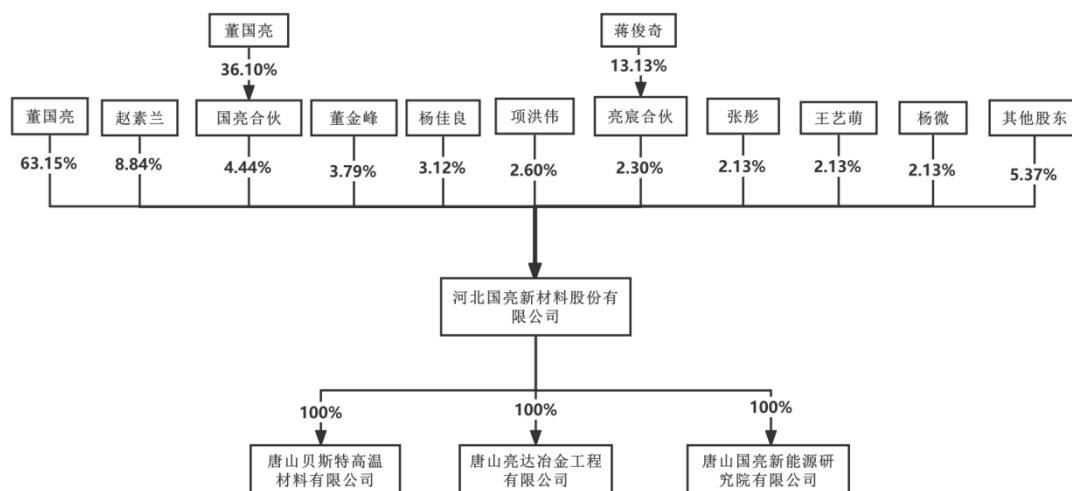 董国亮
蒋俊奇
36.10%
13.13%
董国亮
赵素兰
国亮合伙
董金峰
杨佳良
项洪伟
亮宸合伙
张彤
王艺萌
杨微
其他股东
63.15%
8.84%
4.44%
3.79%
3.12%
2.60%
2.30%
2.13%
2.13%
2.13%
5.37%
河北国亮新材料股份有
限公司
100%
100%
100%
唐山贝斯特高温
材料有限公司
唐山亮达冶金工程
有限公司
唐山国亮新能源研
究院有限公司